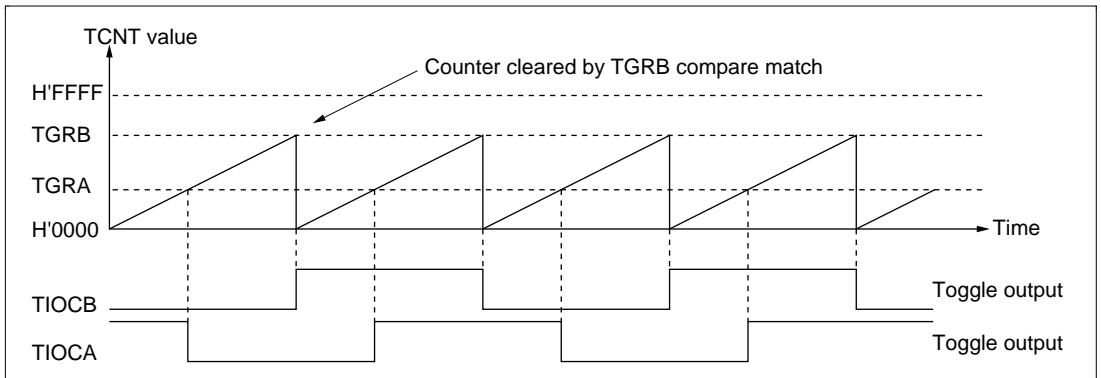 TCNT value
Counter cleared by TGRB compare match
H'FFFF
TGRB
TGRA
H'0000
Time
TIOCB
Toggle output
TIOCA
Toggle output